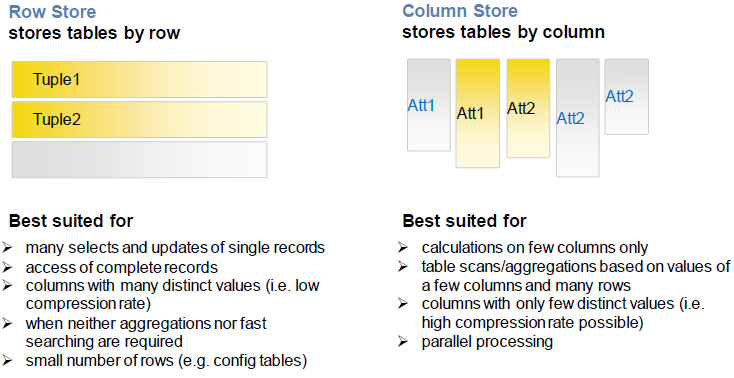 Row Store
stores tables by row
Tuple1
Tuple2
Best suited for
many selects and updates of single records
access of complete records
columns with many distinct values (i.e. low
compression rate)
when neither aggregations nor fast
searching are required
small number of rows (e.g. config tables)
Column Store
stores tables by column
Att1
Att1
Att2
Att2
Att2
Best suited for
calculations on few columns only
table scans/aggregations based on values of
a few columns and many rows
columns with only few distinct values (i.e.
high compression rate possible)
parallel processing